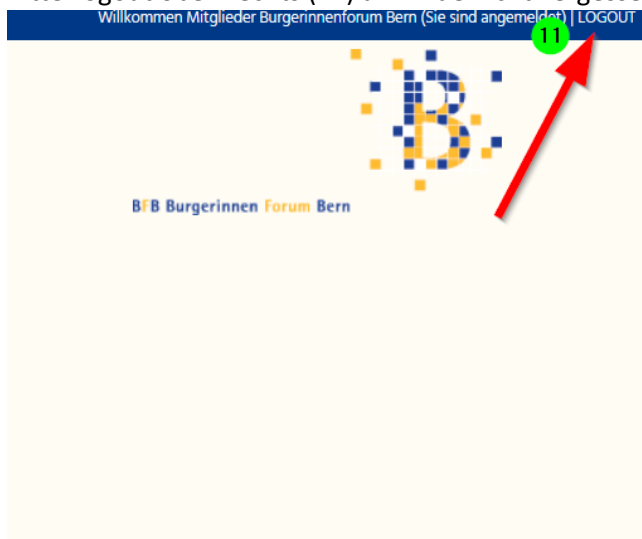 Willkommen Mitglieder Burgerinnenforum Bern (Sie sind angemeldet) | LOGOUT
11
B
BFB Burgerinnen Forum Bern